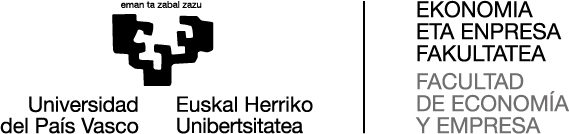 eman ta zabal zazu
Universidad
del País Vasco
Euskal Herriko
Unibertsitatea
EKONOMIA
ETA ENPRESA
FAKULTATEA
FACULTAD
DE ECONOMÍA
Y EMPRESA